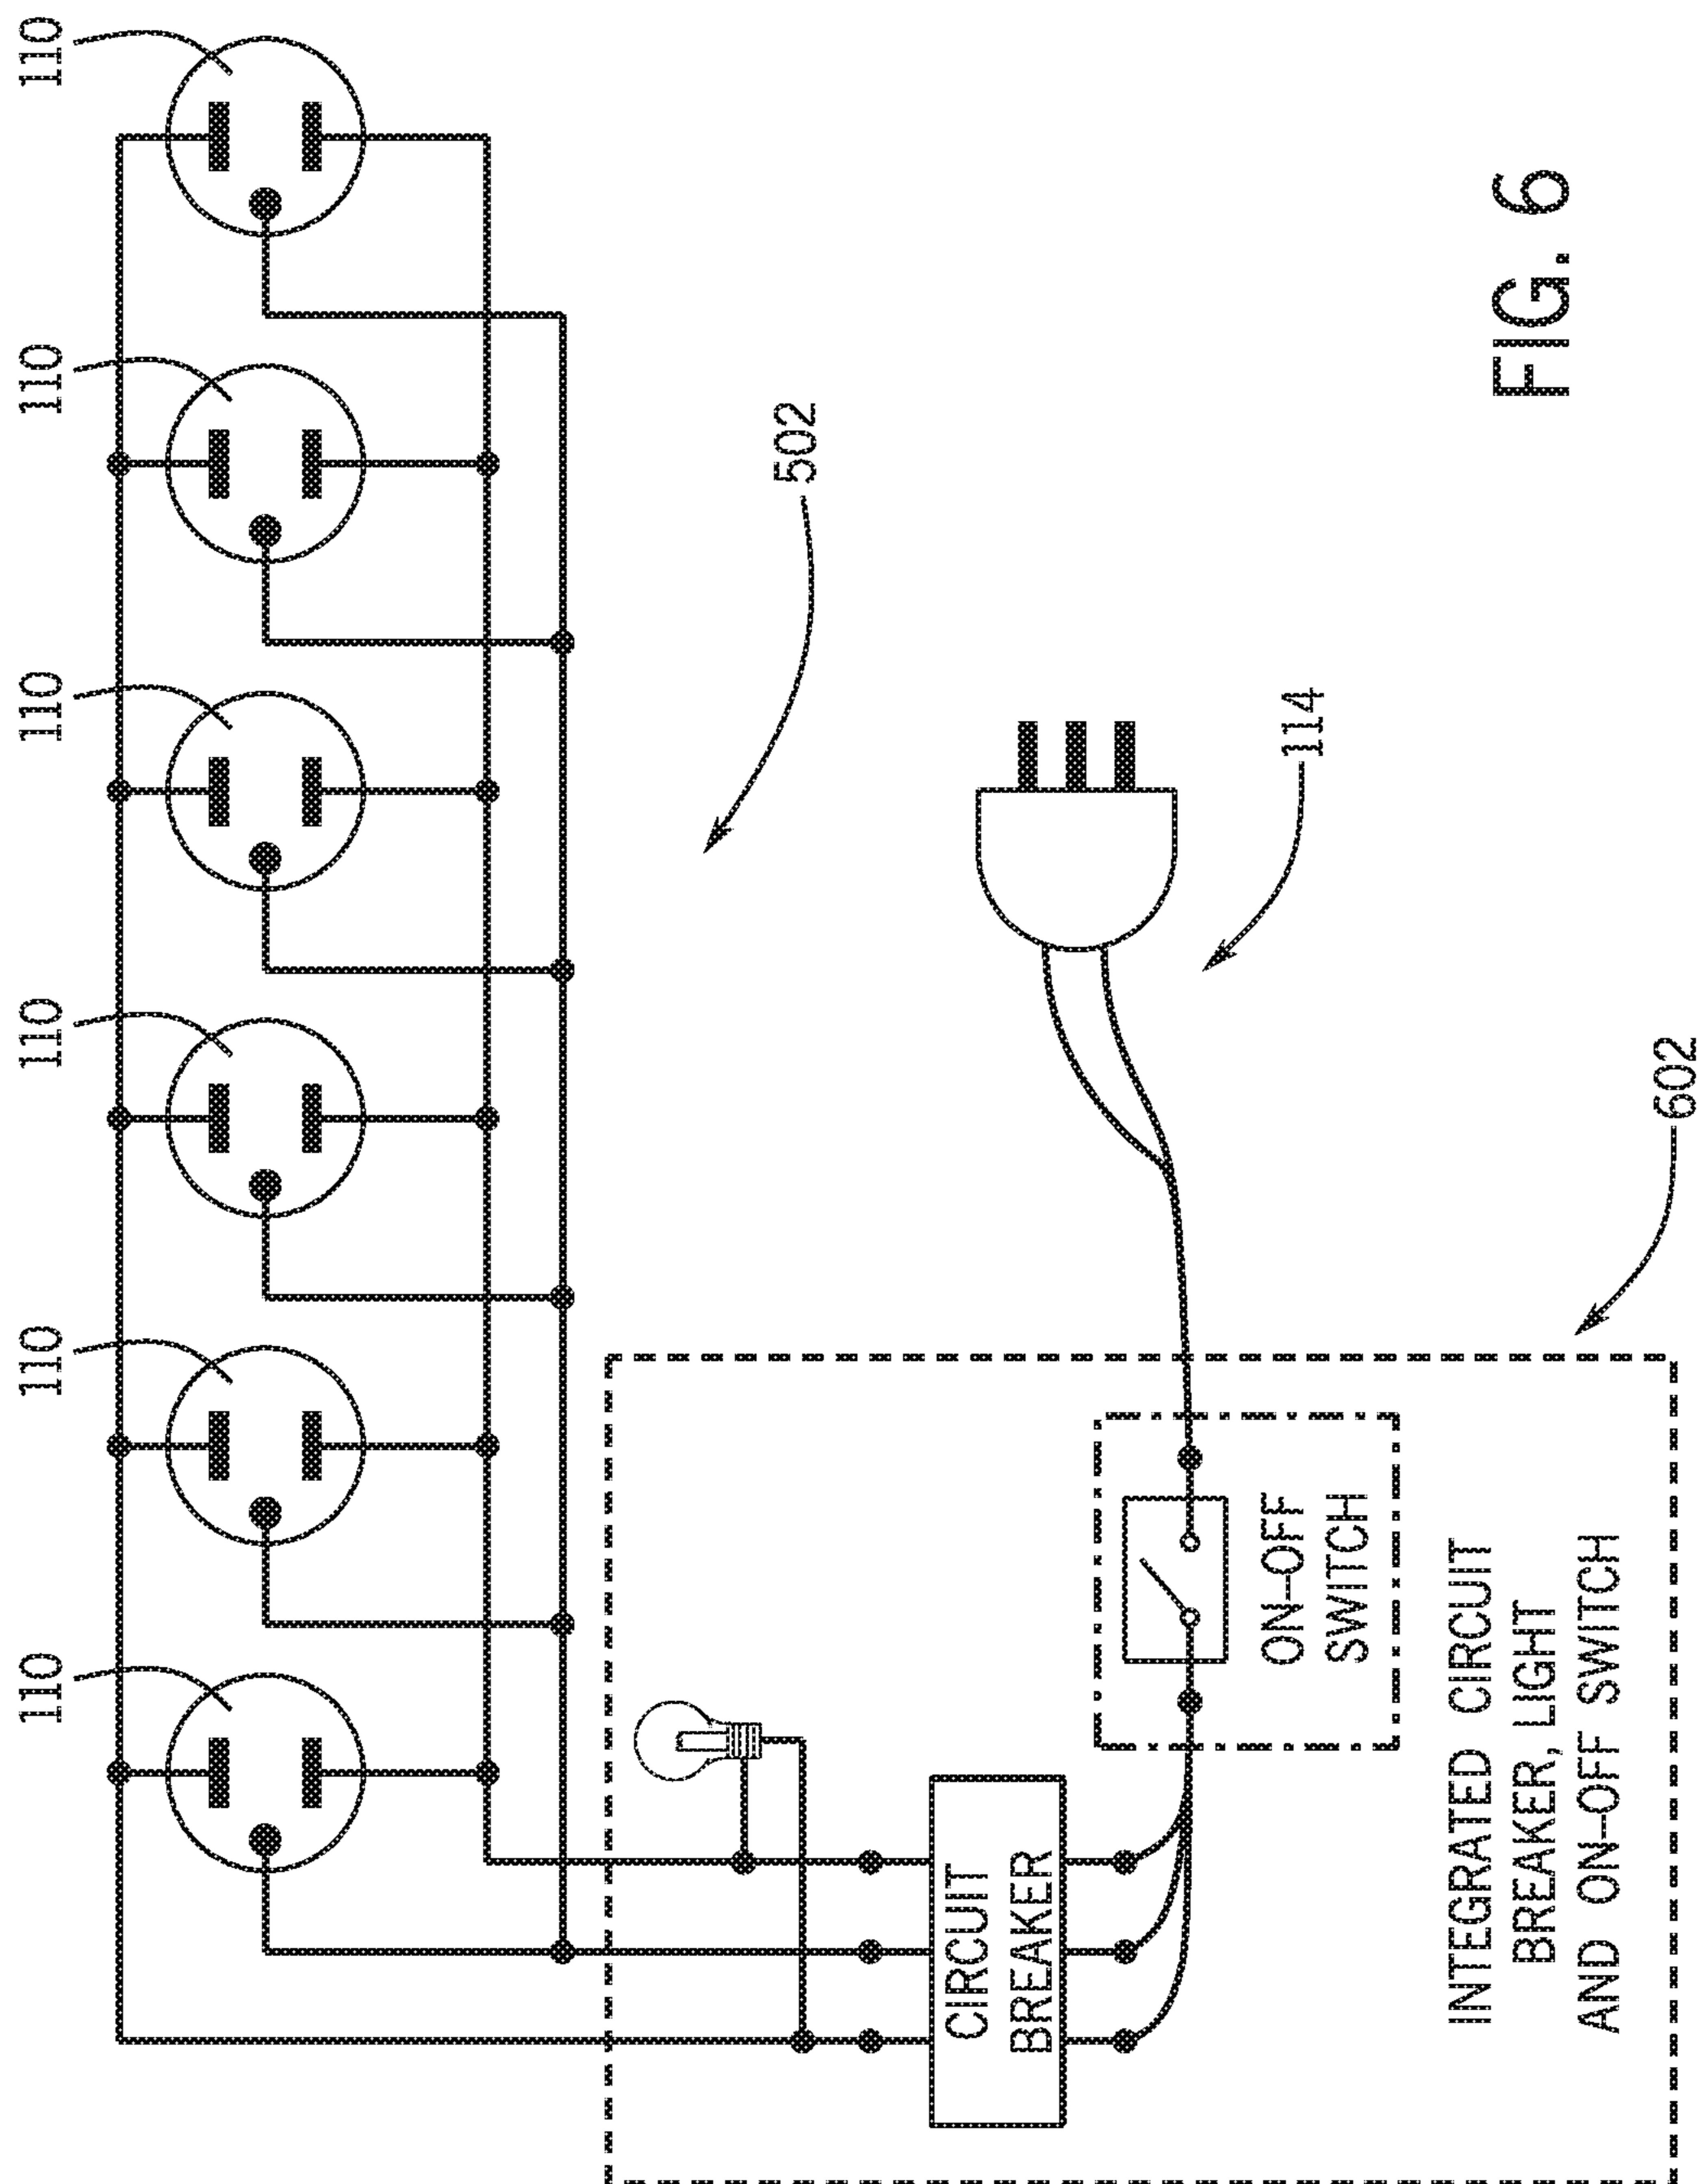 110
110
110
110
110
110
502
114
602
CIRCUIT
BREAKER
ON-OFF
SWITCH
INTEGRATED CIRCUIT
BREAKER, LIGHT
AND ON-OFF SWITCH
FIG. 6